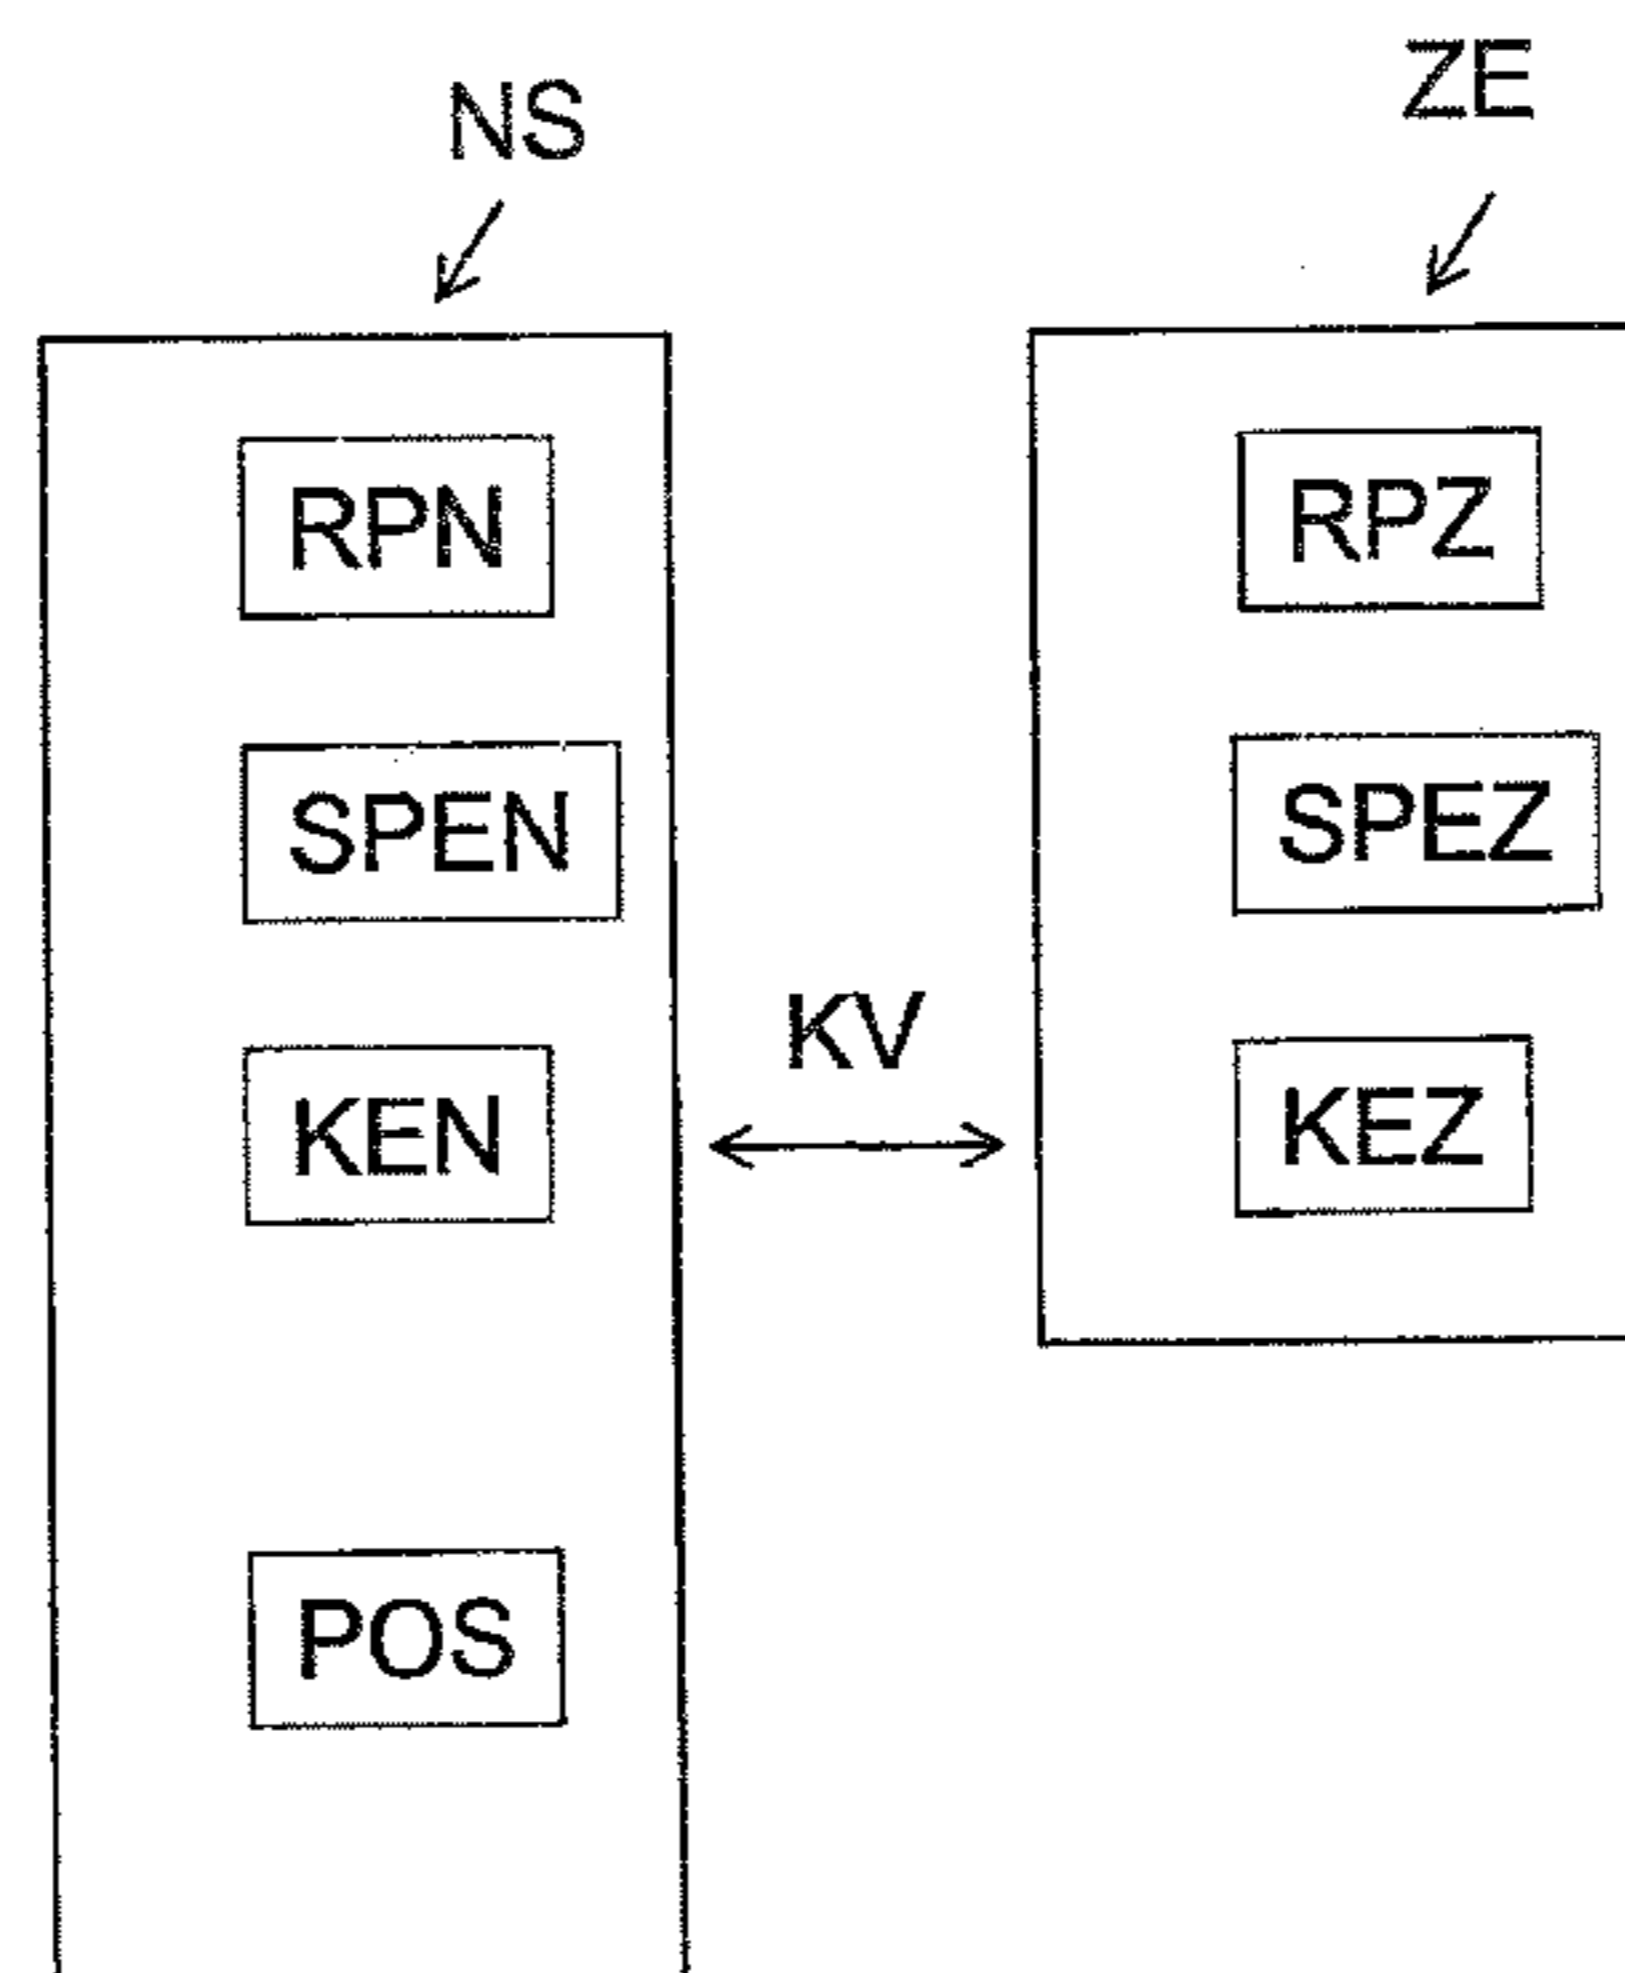 NS
ZE
RPN
RPZ
SPEN
SPEZ
KV
KEN
KEZ
POS